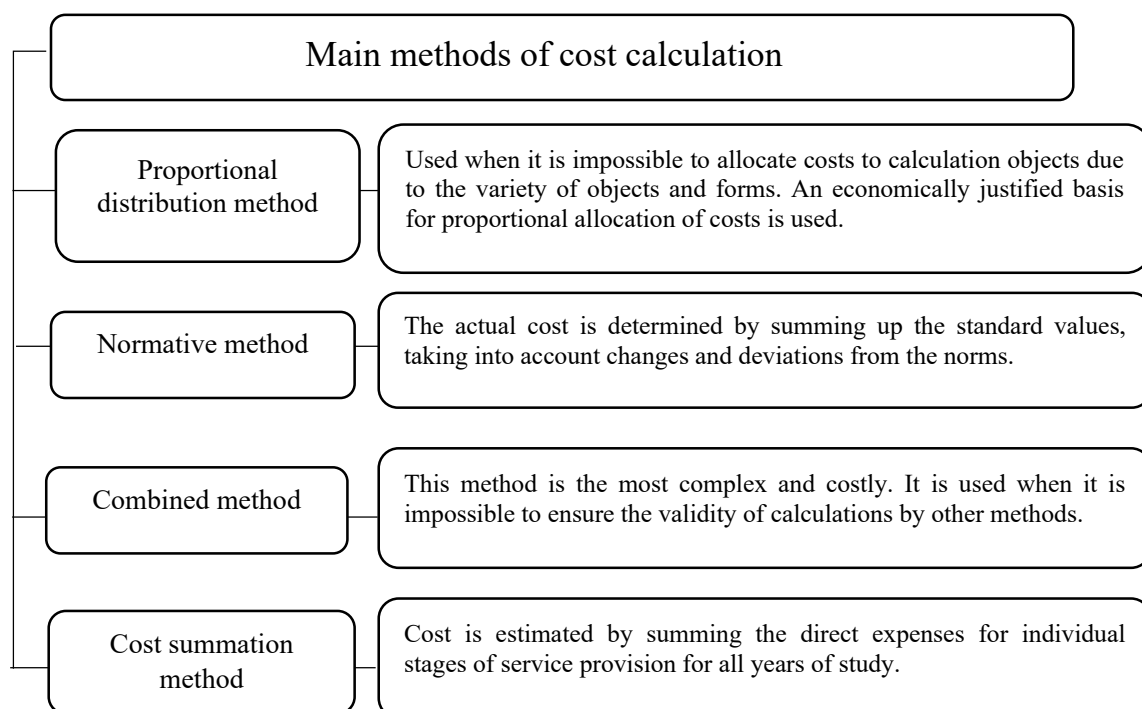 Main methods of cost calculation
Proportional
distribution method
Used when it is impossible to allocate costs to calculation objects due
to the variety of objects and forms. An economically justified basis
for proportional allocation of costs is used.
Normative method
The actual cost is determined by summing up the standard values,
taking into account changes and deviations from the norms.
Combined method
This method is the most complex and costly. It is used when it is
impossible to ensure the validity of calculations by other methods.
Cost summation
method
Cost is estimated by summing the direct expenses for individual
stages of service provision for all years of study.